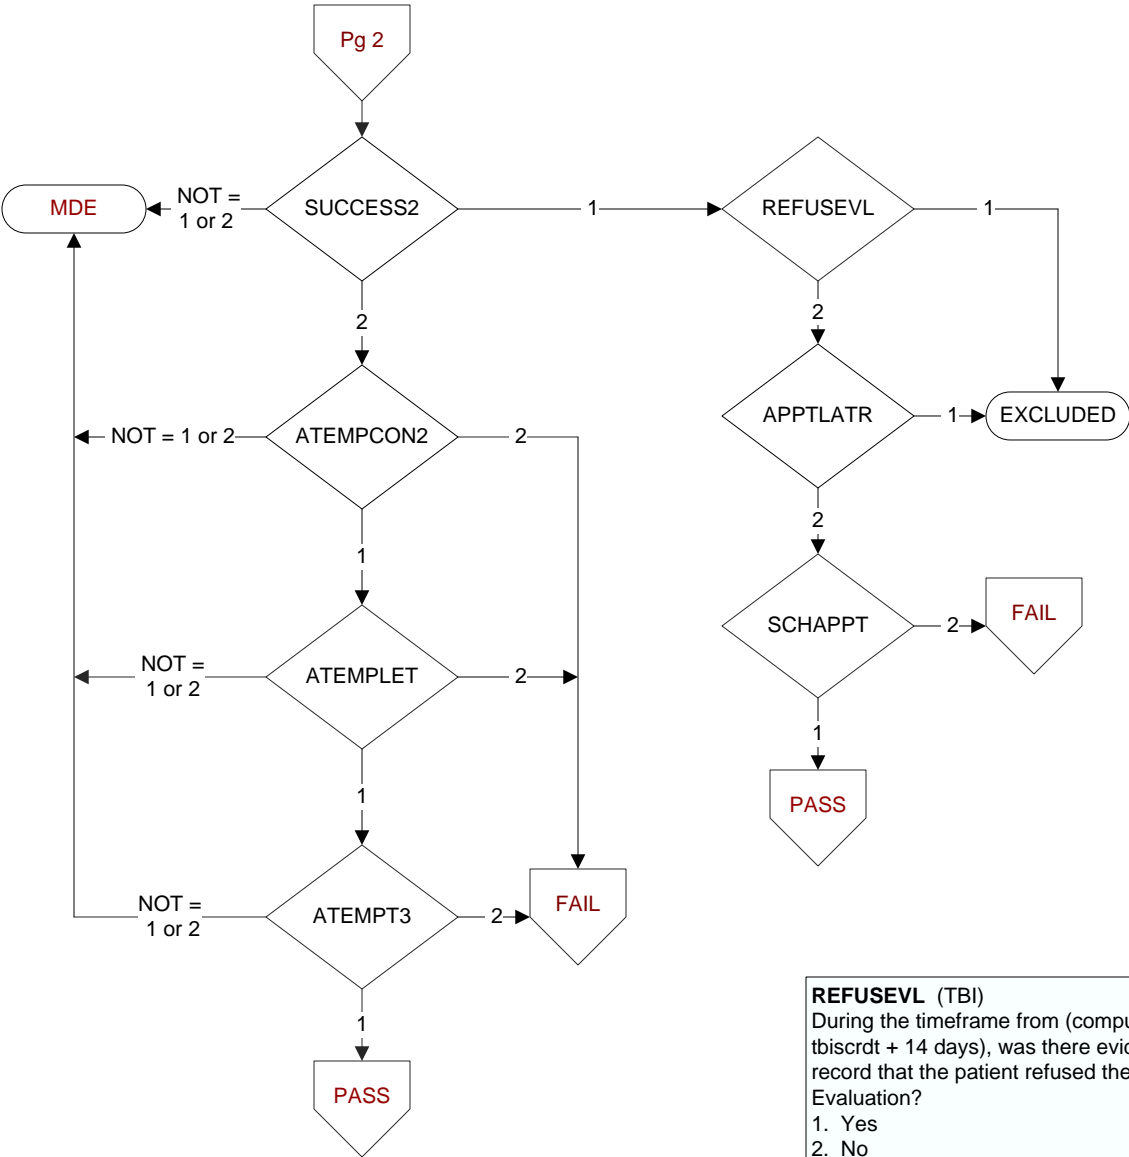 Pg 2
MDE
NOT =
1 or 2
SUCCESS2
1
REFUSEVL
1
2
2
NOT = 1 or 2
ATEMPCON2
2
APPTLATR
1
EXCLUDED
1
2
NOT =
1 or 2
ATEMPLET
2
SCHAPPT
2
FAIL
1
1
PASS
NOT =
1 or 2
ATEMPT3
2
FAIL
1
PASS
REFUSEVL (TBI)
During the timeframe from (compu
tbiscrdt + 14 days), was there evid
record that the patient refused the
Evaluation?
1. Yes
2. No